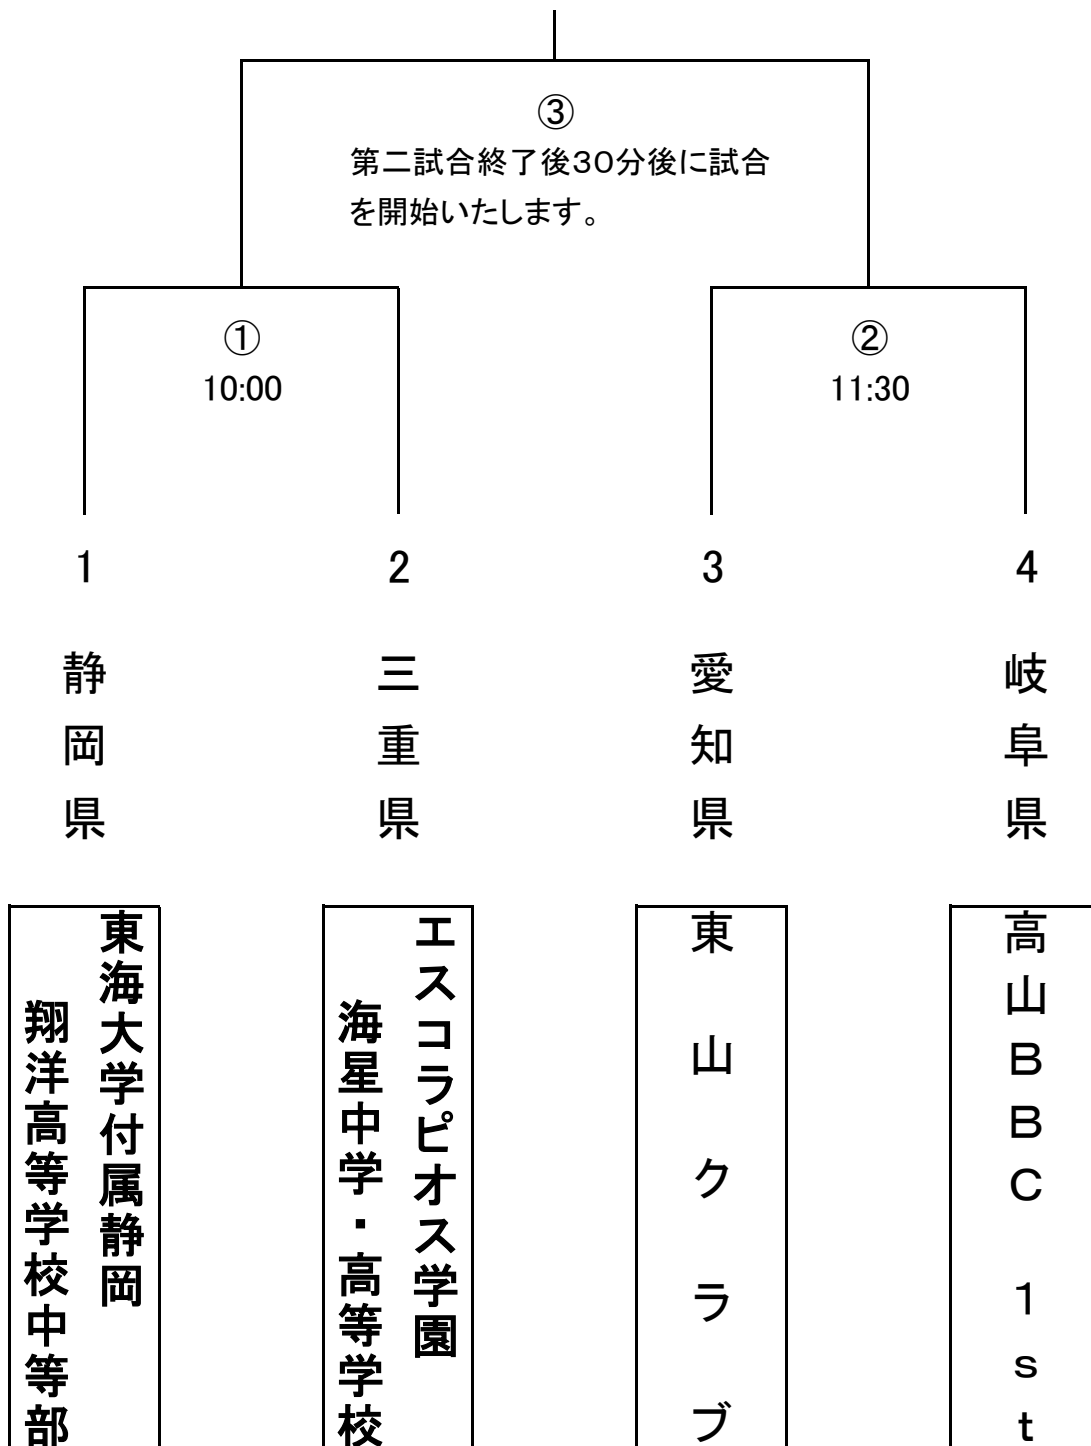 ③
第二試合終了後30分後に試合
を開始いたします。
①
10:00
②
11:30
1
2
3
4
静岡県
三重県
愛知県
岐阜県
東海大学付属静岡
翔洋高等学校中等部
エスコラピオス学園
海星中学・高等学校
東山クラブ
高山BBC 1st